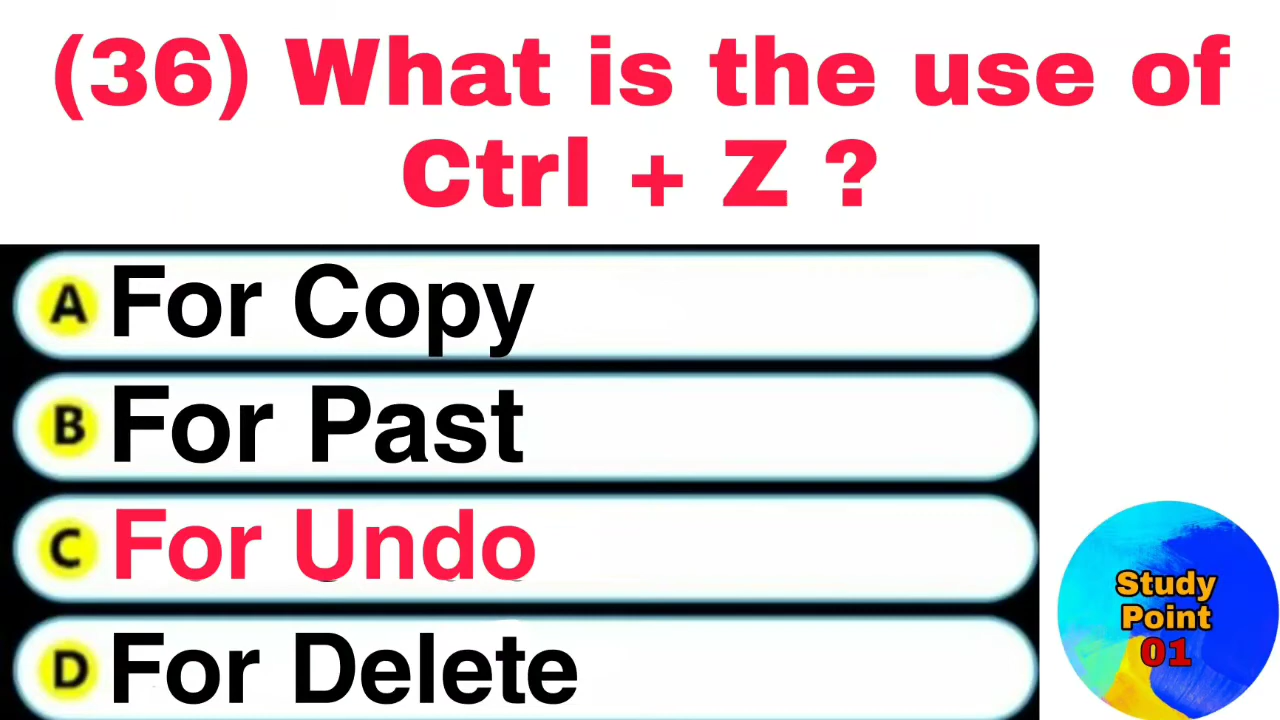 (36) What is the use of
Ctrl + Z ?
A For Copy
B For Past
C For Undo
D For Delete
Study
Point
01